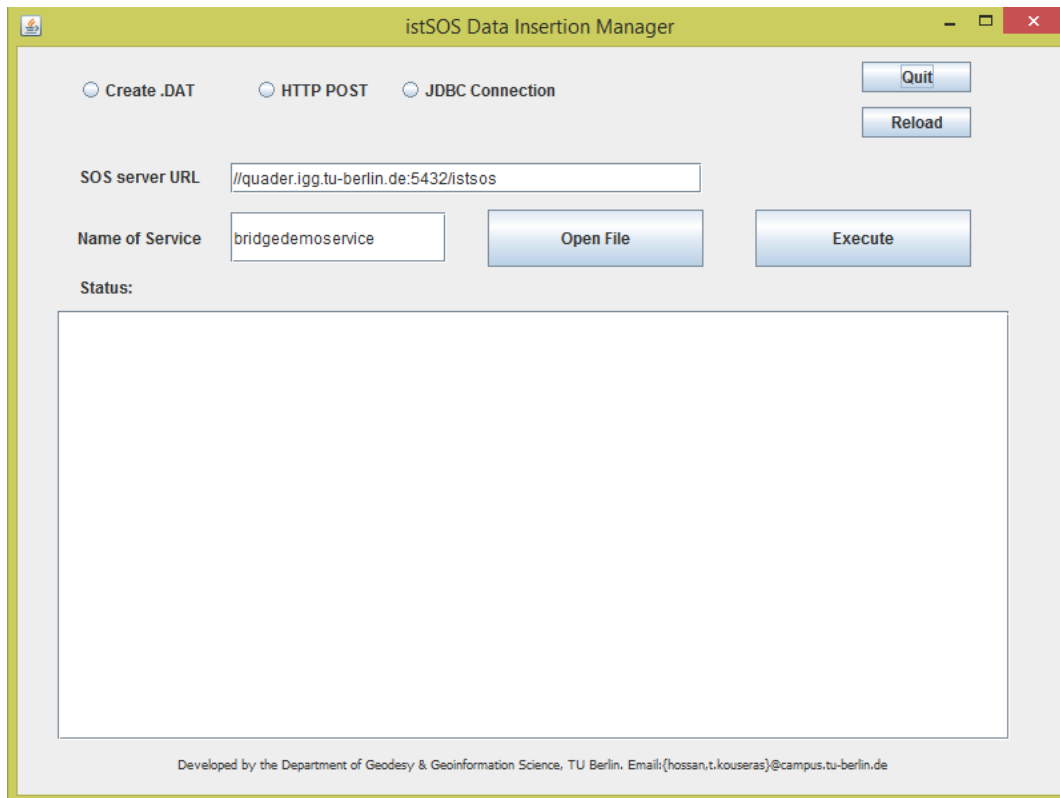 istSOS Data Insertion Manager
Create .DAT HTTP POST JDBC Connection Quit
Reload
SOS server URL //quader.igg.tu-berlin.de:5432/istsos
Name of Service bridgedemoservice Open File Execute
Status:
Developed by the Department of Geodesy & Geoinformation Science, TU Berlin. Email:{hossan,t.kouseras}@campus.tu-berlin.de